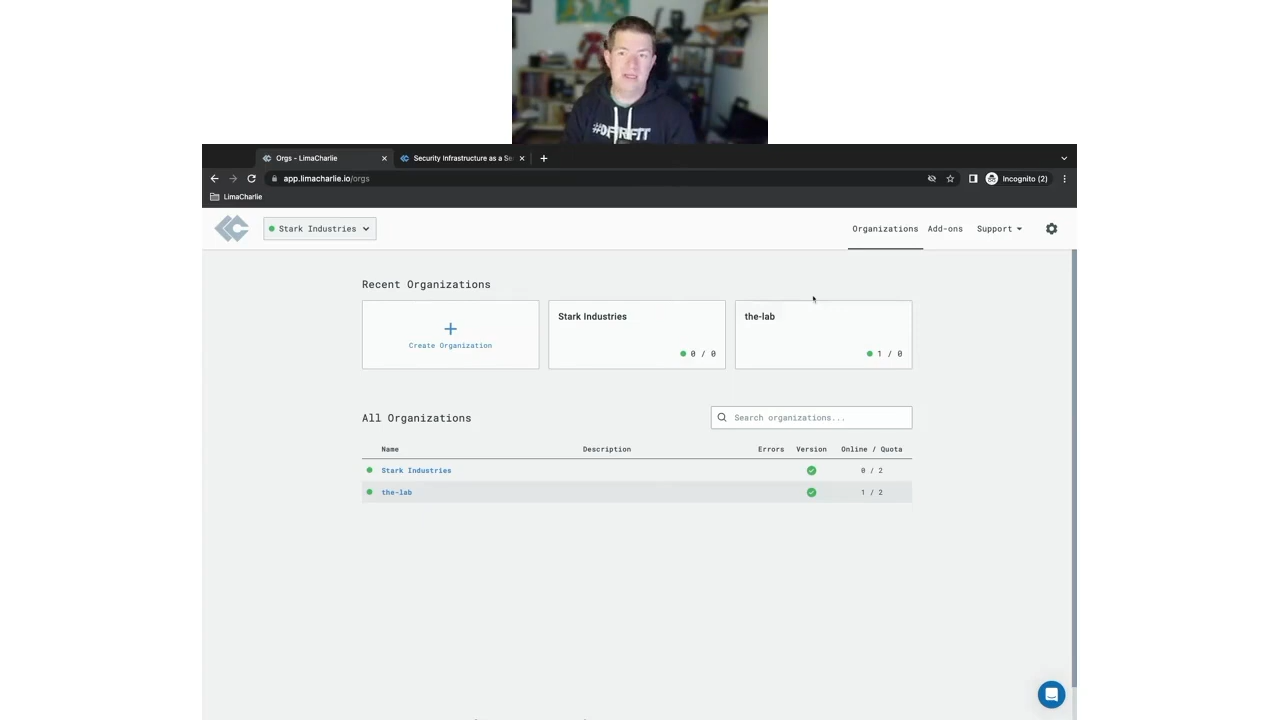 #DFIRFIT
Orgs - LimaCharlie
Security Infrastructure as a Se
app.limacharlie.io/orgs
Incognito (2)
LimaCharlie
Stark Industries
Organizations Add-ons Support
Recent Organizations
Create Organization
Stark Industries
0 / 0
the-lab
1 / 0
All Organizations
Search organizations...
Name Description Errors Version Online / Quota
Stark Industries 0 / 2
the-lab 1 / 2